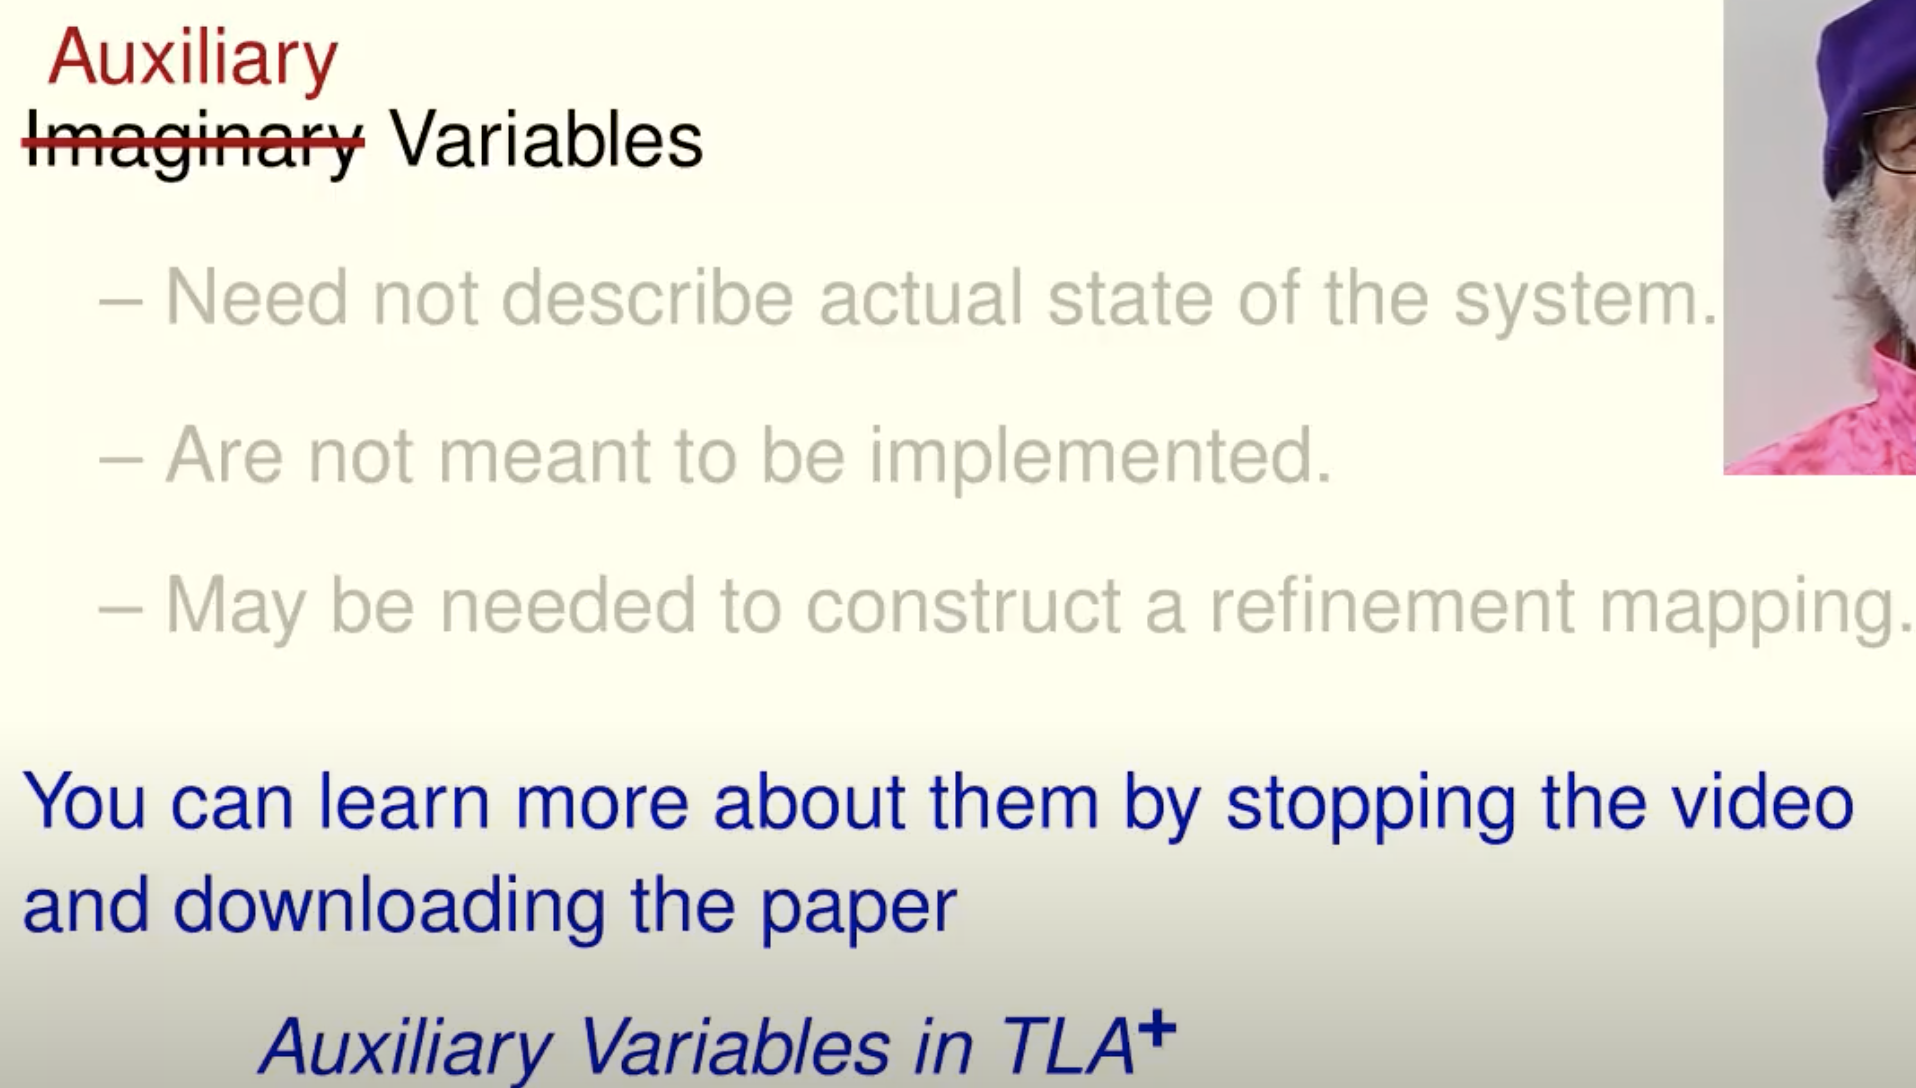 Auxiliary
Imaginary Variables
– Need not describe actual state of the system.
– Are not meant to be implemented.
– May be needed to construct a refinement mapping.
You can learn more about them by stopping the video
and downloading the paper
Auxiliary Variables in TLA+